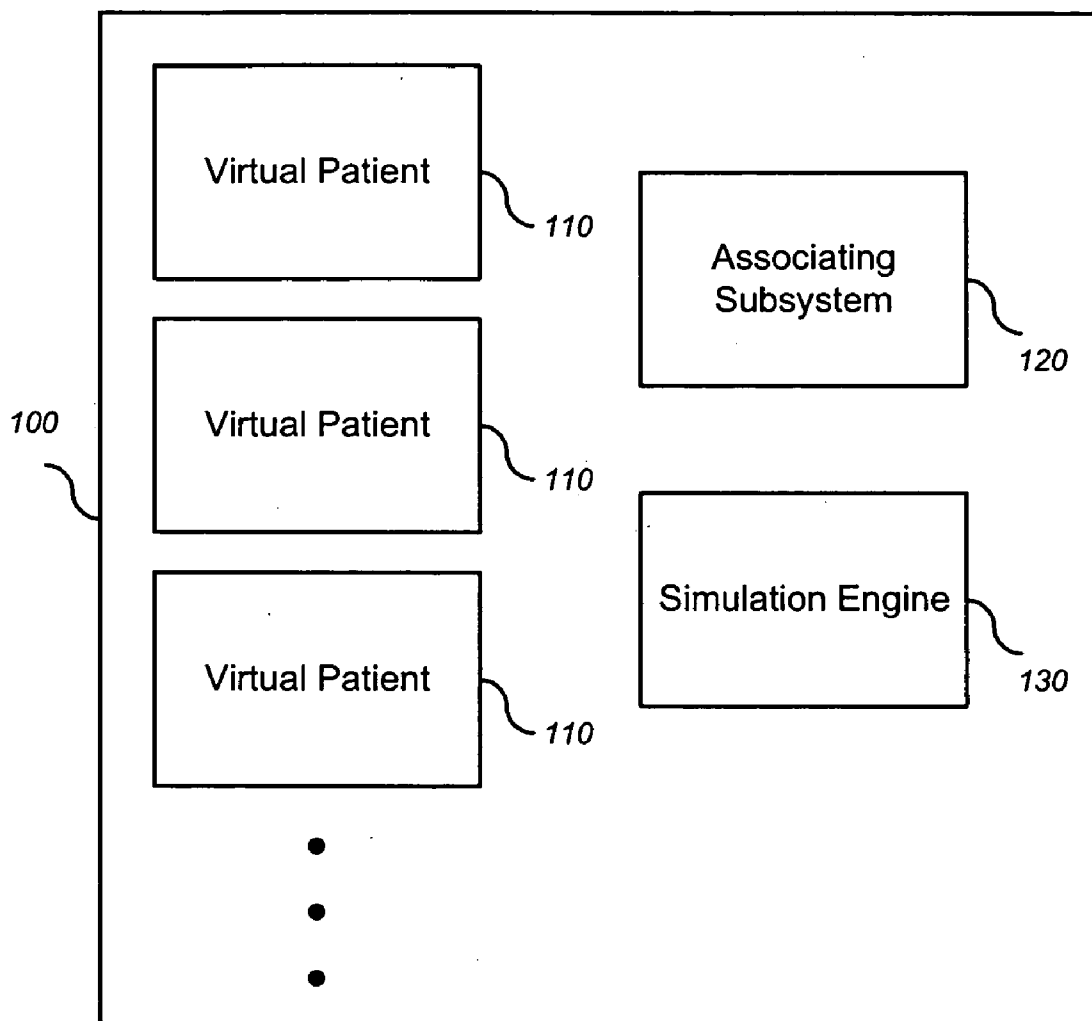 Virtual Patient
110
Associating
Subsystem
120
100
Virtual Patient
110
Simulation Engine
130
Virtual Patient
110